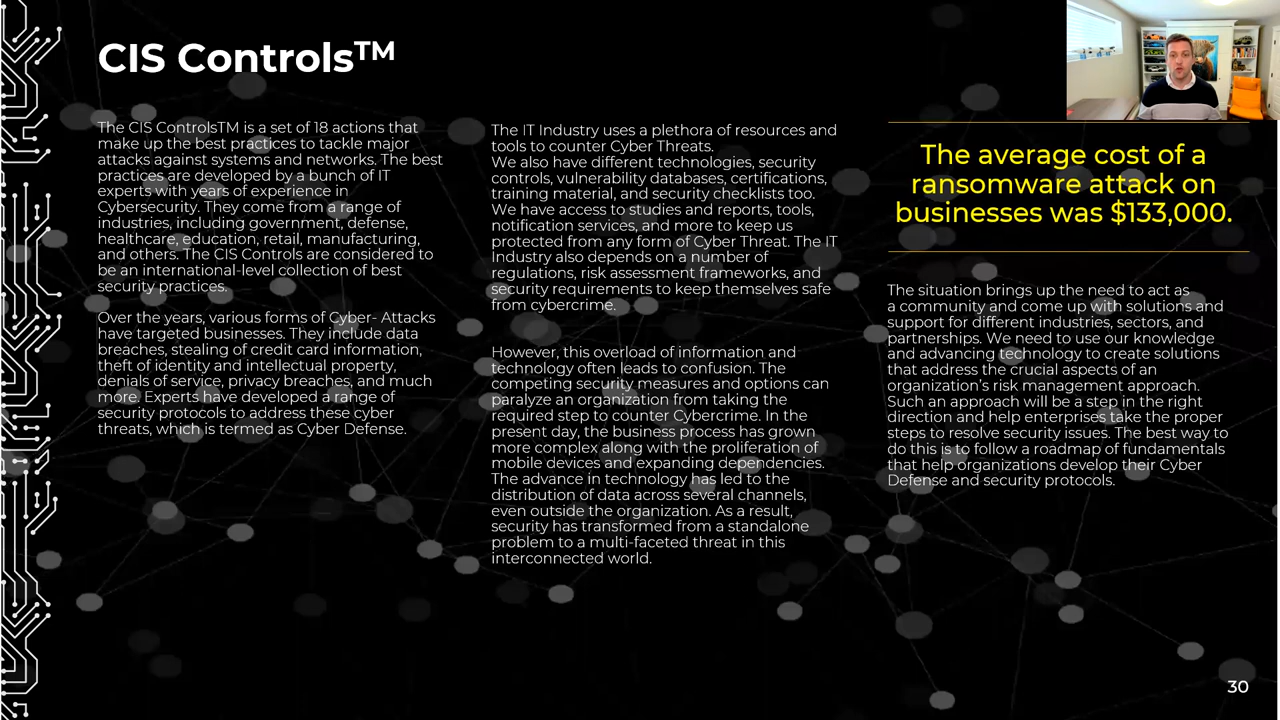 CIS Controls™
The CIS ControlsTM is a set of 18 actions that
make up the best practices to tackle major
attacks against systems and networks. The best
practices are developed by a bunch of IT
experts with years of experience in
Cybersecurity. They come from a range of
industries, including government, defense,
healthcare, education, retail, manufacturing,
and others. The CIS Controls are considered to
be an international-level collection of best
security practices.
Over the years, various forms of Cyber- Attacks
have targeted businesses. They include data
breaches, stealing of credit card information,
theft of identity and intellectual property,
denials of service, privacy breaches, and much
more. Experts have developed a range of
security protocols to address these cyber
threats, which is termed as Cyber Defense.
The IT Industry uses a plethora of resources and
tools to counter Cyber Threats.
We also have different technologies, security
controls, vulnerability databases, certifications,
training material, and security checklists too.
We have access to studies and reports, tools,
notification services, and more to keep us
protected from any form of Cyber Threat. The IT
Industry also depends on a number of
regulations, risk assessment frameworks, and
security requirements to keep themselves safe
from cybercrime.
However, this overload of information and
technology often leads to confusion. The
competing security measures and options can
paralyze an organization from taking the
required step to counter Cybercrime. In the
present day, the business process has grown
more complex along with the proliferation of
mobile devices and expanding dependencies.
The advance in technology has led to the
distribution of data across several channels,
even outside the organization. As a result,
security has transformed from a standalone
problem to a multi-faceted threat in this
interconnected world.
The average cost of a
ransomware attack on
businesses was $133,000.
The situation brings up the need to act as
a community and come up with solutions and
support for different industries, sectors, and
partnerships. We need to use our knowledge
and advancing technology to create solutions
that address the crucial aspects of an
organization's risk management approach.
Such an approach will be a step in the right
direction and help enterprises take the proper
steps to resolve security issues. The best way to
do this is to follow a roadmap of fundamentals
that help organizations develop their Cyber
Defense and security protocols.
30